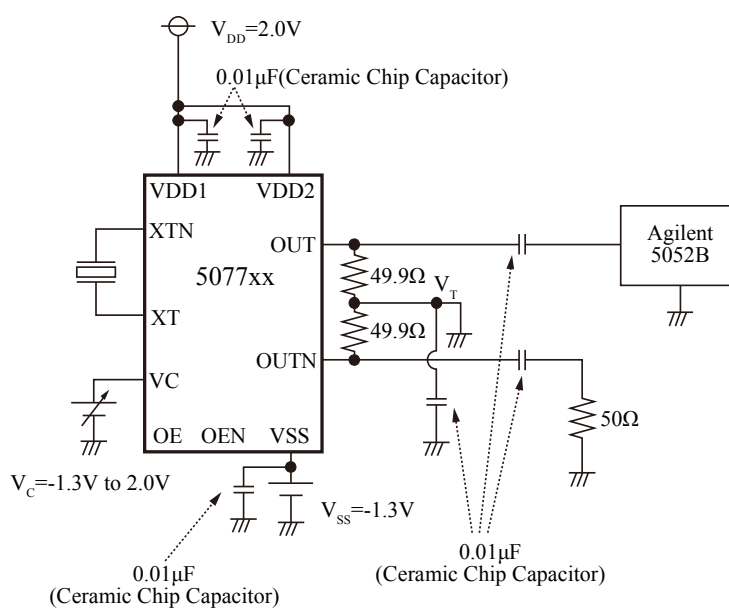 V_DD=2.0V
0.01µF(Ceramic Chip Capacitor)
VDD1 VDD2
XTN
OUT
Agilent
5052B
5077xx
49.9Ω
V_T
XT
49.9Ω
OUTN
VC
50Ω
OE OEN VSS
V_C=-1.3V to 2.0V
V_SS=-1.3V
0.01µF
(Ceramic Chip Capacitor)
0.01µF
(Ceramic Chip Capacitor)